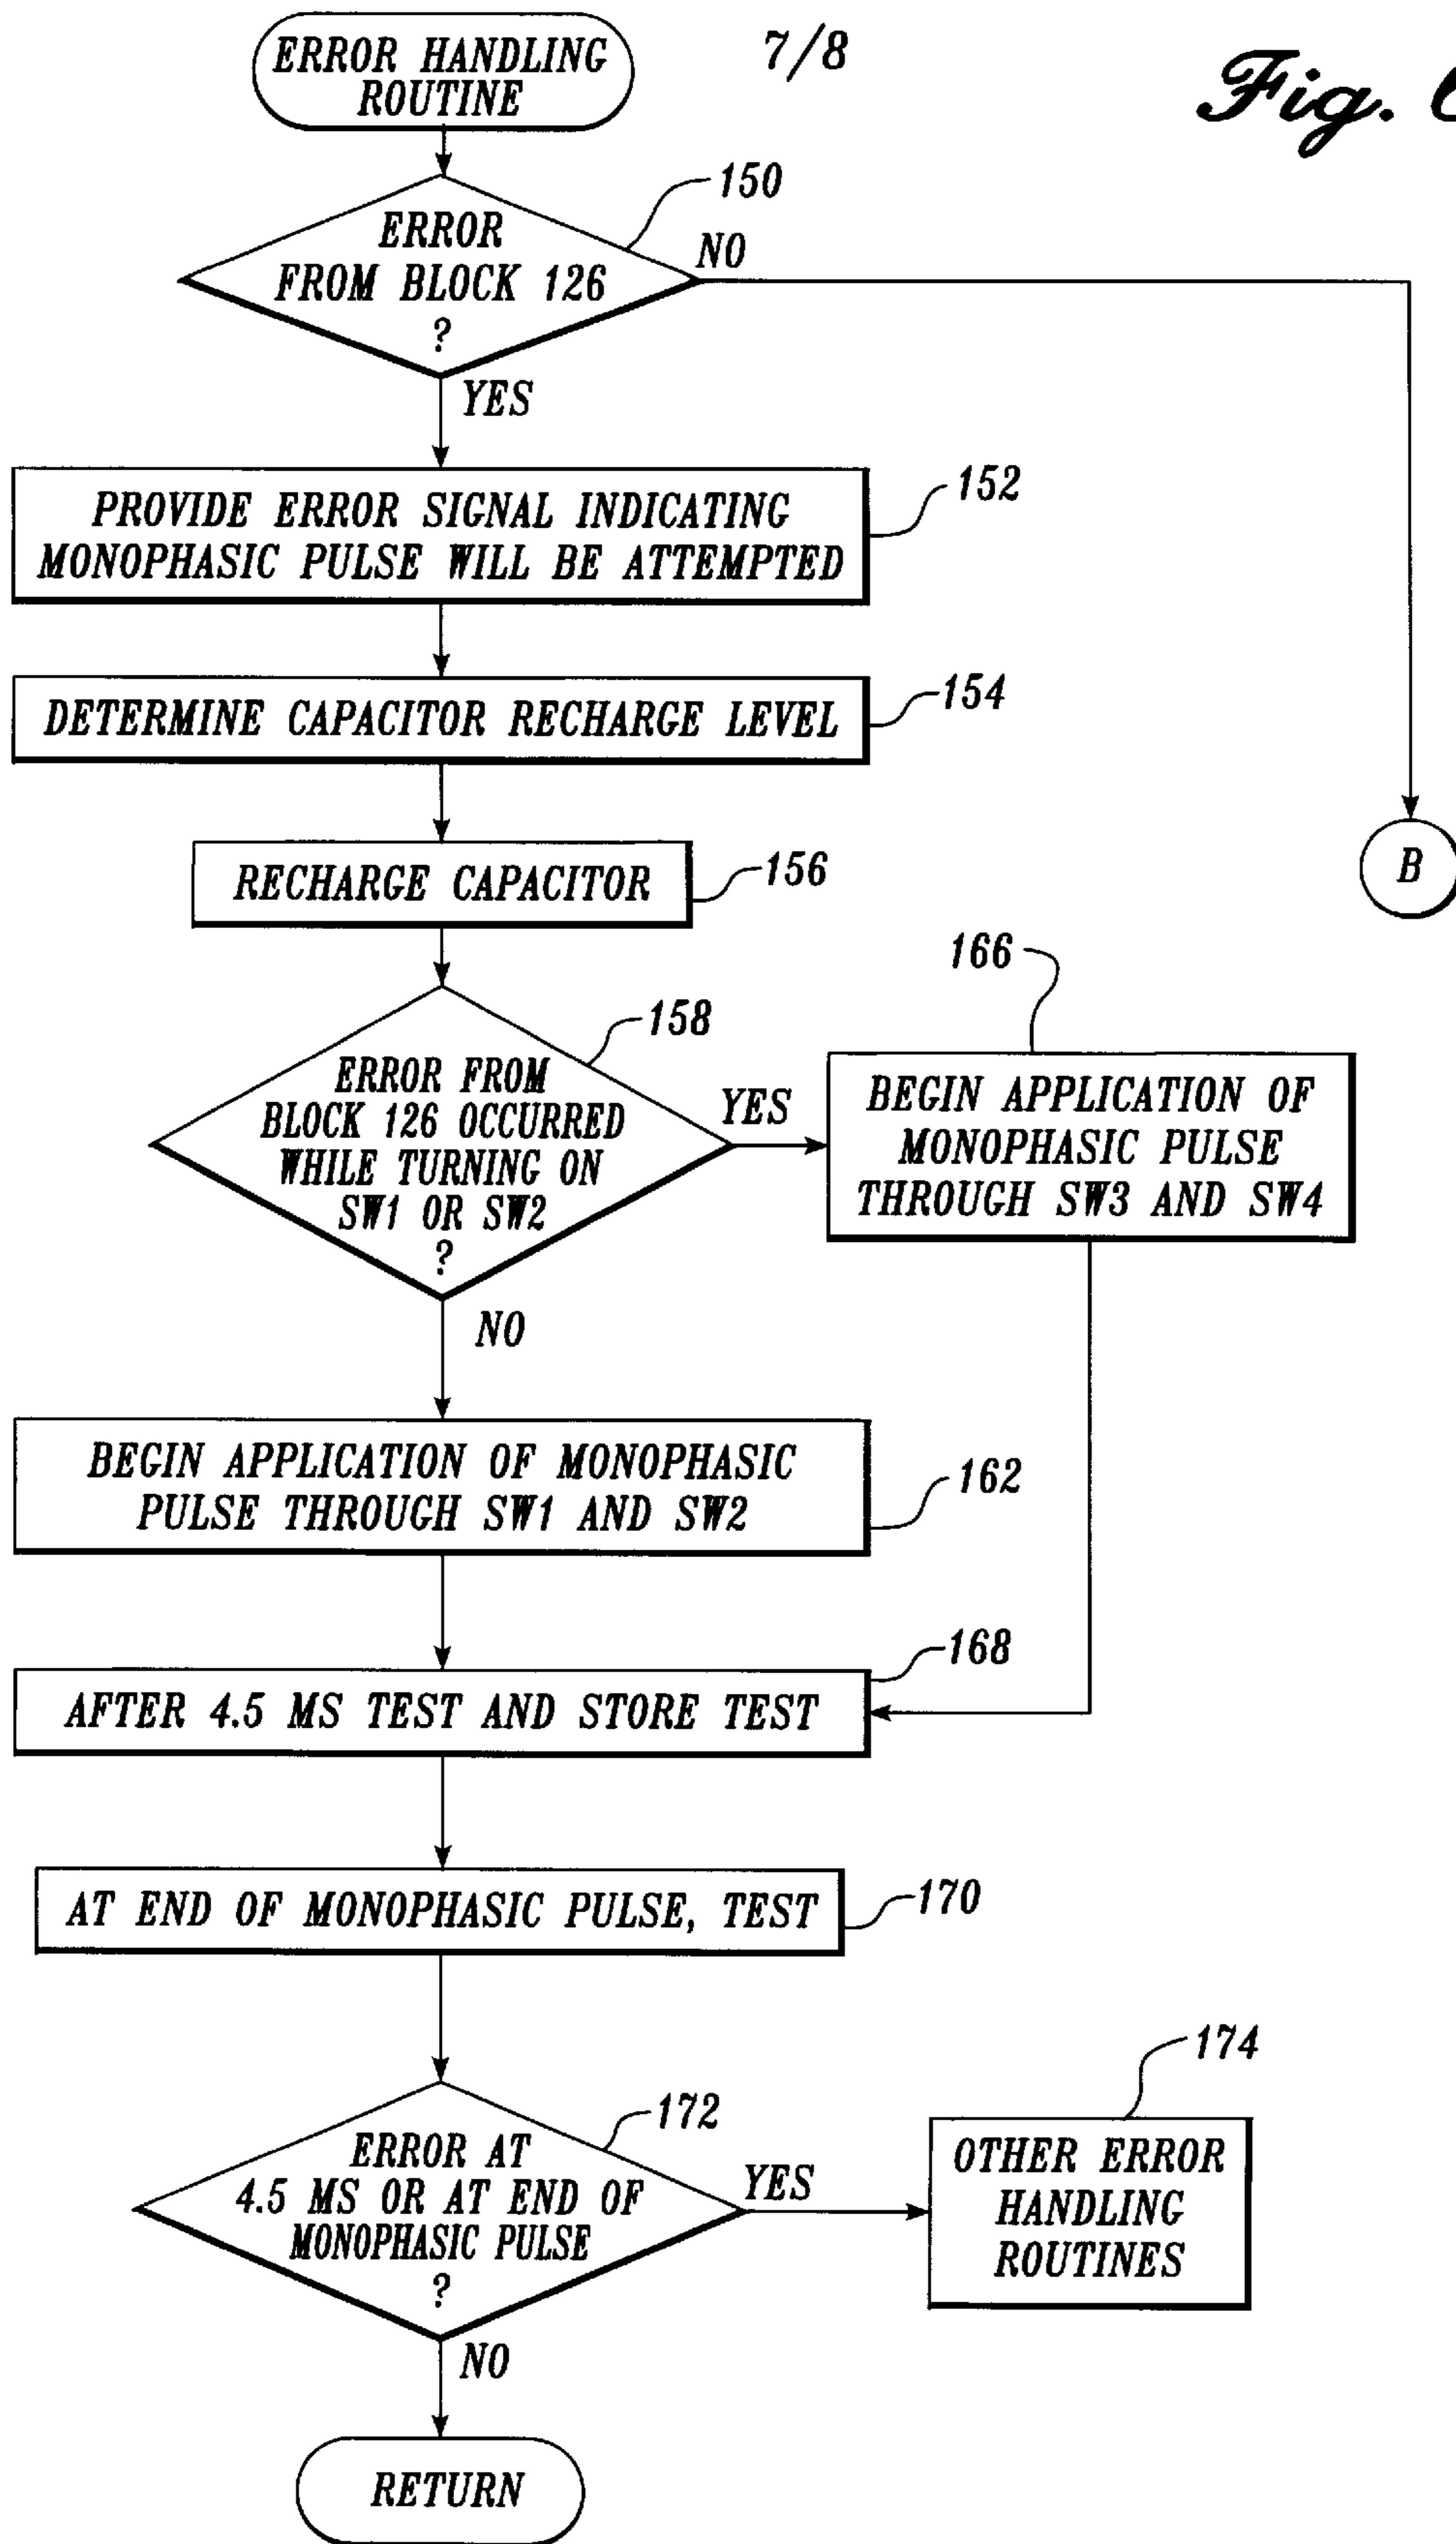 7/8
Fig.
ERROR HANDLING
ROUTINE
150
ERROR
FROM BLOCK 126
?
NO
YES
152
PROVIDE ERROR SIGNAL INDICATING
MONOPHASIC PULSE WILL BE ATTEMPTED
154
DETERMINE CAPACITOR RECHARGE LEVEL
B
156
RECHARGE CAPACITOR
158
ERROR FROM
BLOCK 126 OCCURRED
WHILE TURNING ON
SW1 OR SW2
?
YES
166
BEGIN APPLICATION OF
MONOPHASIC PULSE
THROUGH SW3 AND SW4
NO
BEGIN APPLICATION OF MONOPHASIC
PULSE THROUGH SW1 AND SW2
162
168
AFTER 4.5 MS TEST AND STORE TEST
AT END OF MONOPHASIC PULSE, TEST
170
172
ERROR AT
4.5 MS OR AT END OF
MONOPHASIC PULSE
?
YES
174
OTHER ERROR
HANDLING
ROUTINES
NO
RETURN